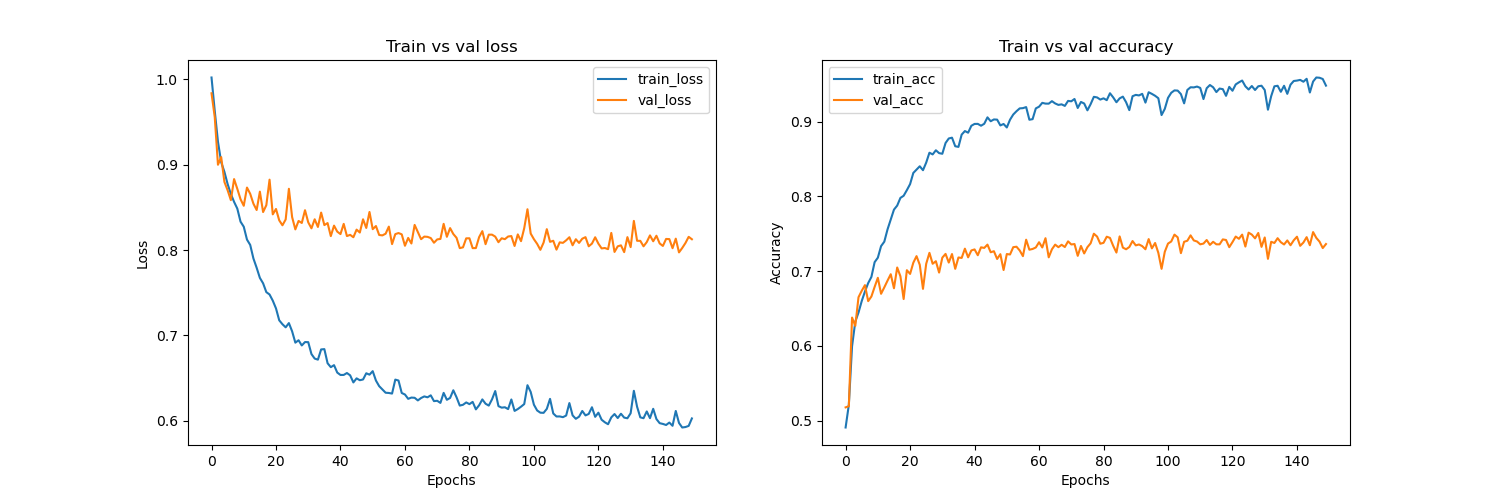 Train vs val loss
train_loss
val_loss
1.0
0.9
0.8
0.7
0.6
Loss
0 20 40 60 80 100 120 140
Epochs
Train vs val accuracy
train_acc
val_acc
0.9
0.8
0.7
0.6
0.5
Accuracy
0 20 40 60 80 100 120 140
Epochs